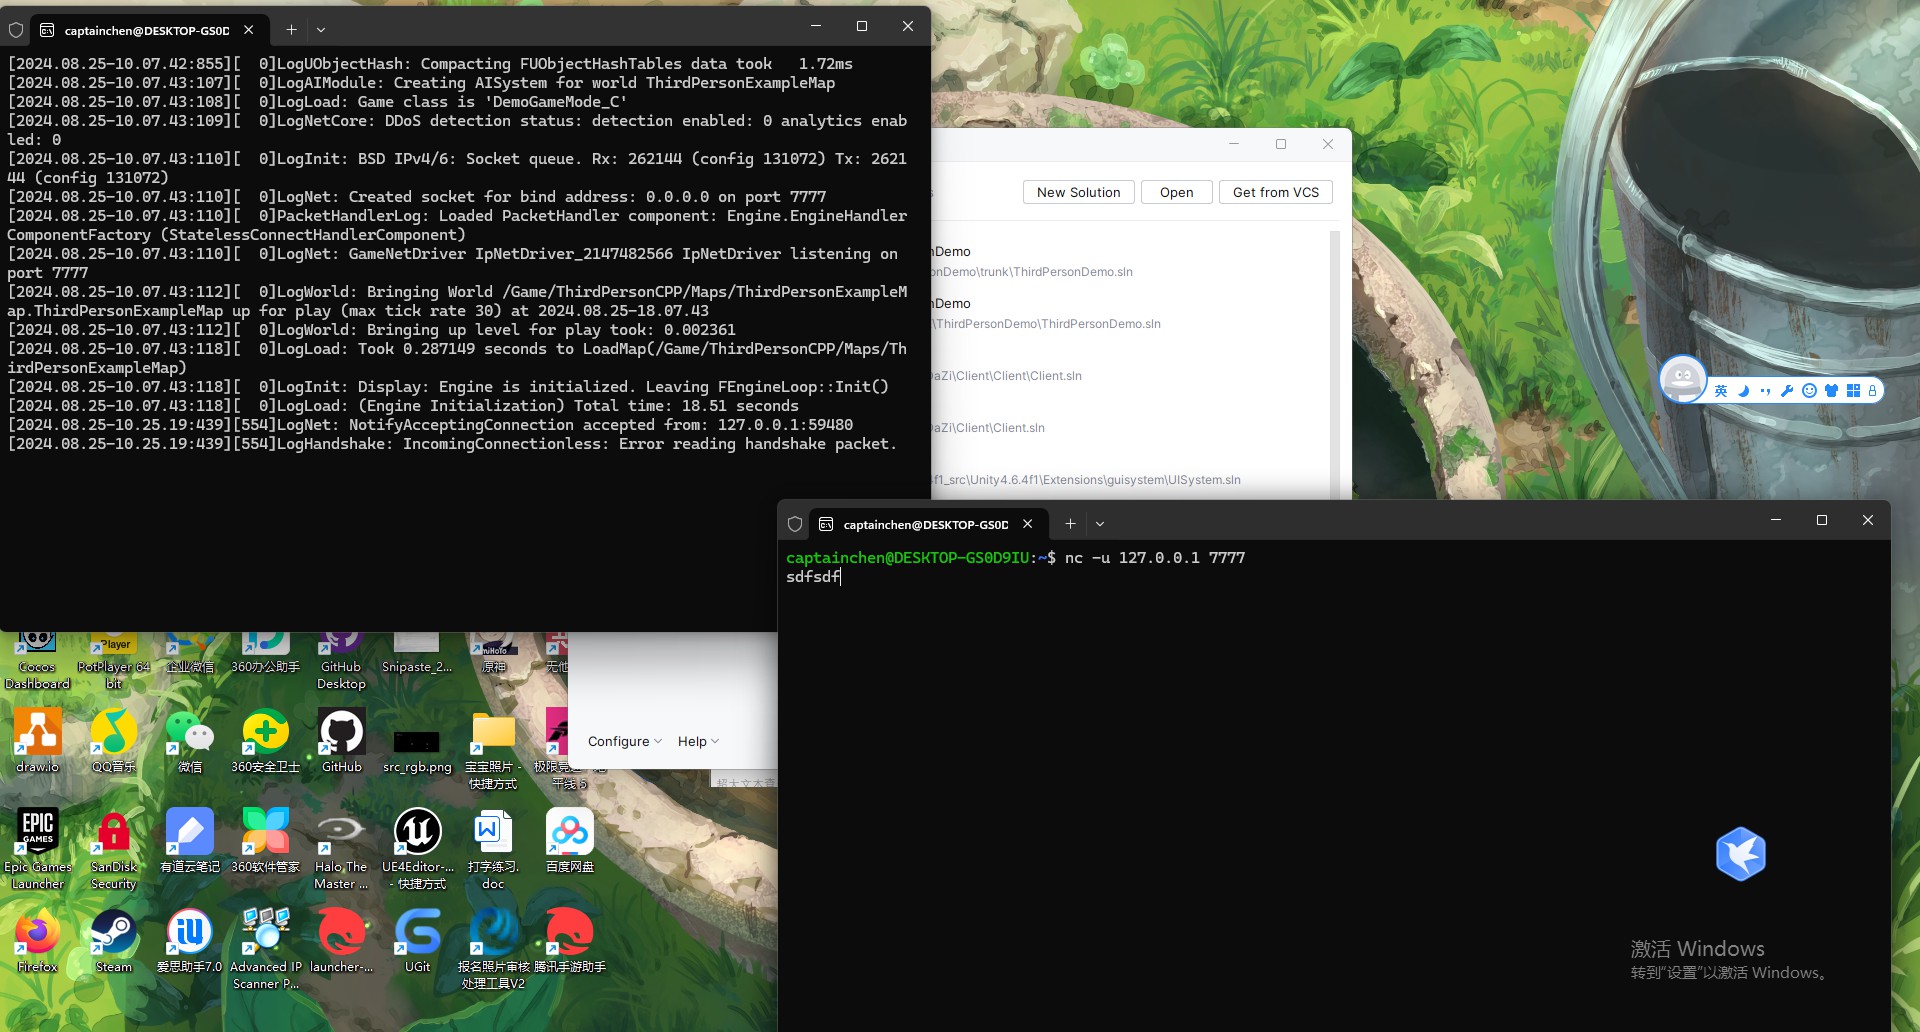 captainchen@DESKTOP-GS0D
[2024.08.25-10.07.42:855][  0]LogUObjectHash: Compacting FUObjectHashTables data took   1.72ms
[2024.08.25-10.07.43:107][  0]LogAIModule: Creating AISystem for world ThirdPersonExampleMap
[2024.08.25-10.07.43:108][  0]LogLoad: Game class is 'DemoGameMode_C'
[2024.08.25-10.07.43:109][  0]LogNetCore: DDoS detection status: detection enabled: 0 analytics enab
led: 0
[2024.08.25-10.07.43:110][  0]LogInit: BSD IPv4/6: Socket queue. Rx: 262144 (config 131072) Tx: 2621
44 (config 131072)
[2024.08.25-10.07.43:110][  0]LogNet: Created socket for bind address: 0.0.0.0 on port 7777
[2024.08.25-10.07.43:110][  0]PacketHandlerLog: Loaded PacketHandler component: Engine.EngineHandler
ComponentFactory (StatelessConnectHandlerComponent)
[2024.08.25-10.07.43:110][  0]LogNet: GameNetDriver IpNetDriver_2147482566 IpNetDriver listening on
port 7777
[2024.08.25-10.07.43:112][  0]LogWorld: Bringing World /Game/ThirdPersonCPP/Maps/ThirdPersonExampleM
ap.ThirdPersonExampleMap up for play (max tick rate 30) at 2024.08.25-18.07.43
[2024.08.25-10.07.43:112][  0]LogWorld: Bringing up level for play took: 0.002361
[2024.08.25-10.07.43:118][  0]LogLoad: Took 0.287149 seconds to LoadMap(/Game/ThirdPersonCPP/Maps/Th
irdPersonExampleMap)
[2024.08.25-10.07.43:118][  0]LogInit: Display: Engine is initialized. Leaving FEngineLoop::Init()
[2024.08.25-10.07.43:118][  0]LogLoad: (Engine Initialization) Total time: 18.51 seconds
[2024.08.25-10.25.19:439][554]LogNet: NotifyAcceptingConnection accepted from: 127.0.0.1:59480
[2024.08.25-10.25.19:439][554]LogHandshake: IncomingConnectionless: Error reading handshake packet.
New Solution Open Get from VCS
nDemo
onDemo\trunk\ThirdPersonDemo.sln
nDemo
\ThirdPersonDemo\ThirdPersonDemo.sln
aZi\Client\Client\Client.sln
aZi\Client\Client.sln
4f1_src\Unity4.6.4f1\Extensions\guisystem\UISystem.sln
英
captainchen@DESKTOP-GS0D
captainchen@DESKTOP-GS0D9IU:~$ nc -u 127.0.0.1 7777
sdfsdf
Configure Help
Player
Cocos Dashboard
PotPlayer 64 bit
企业微信
360办公助手
GitHub Desktop
Snipaste_2...
原神
无他
draw.io
QQ音乐
微信
360安全卫士
GitHub
src_rgb.png
宝宝照片 - 快捷方式
平线 5
EPIC GAMES
Epic Games Launcher
SanDisk Security
有道云笔记
360软件管家
Halo The Master ...
UE4Editor-... - 快捷方式
打字练习.doc
百度网盘
Firefox
Steam
爱思助手7.0
Advanced IP Scanner P...
launcher-...
UGit
报名照片审核处理工具V2
腾讯手游助手
激活 Windows
转到“设置”以激活 Windows。